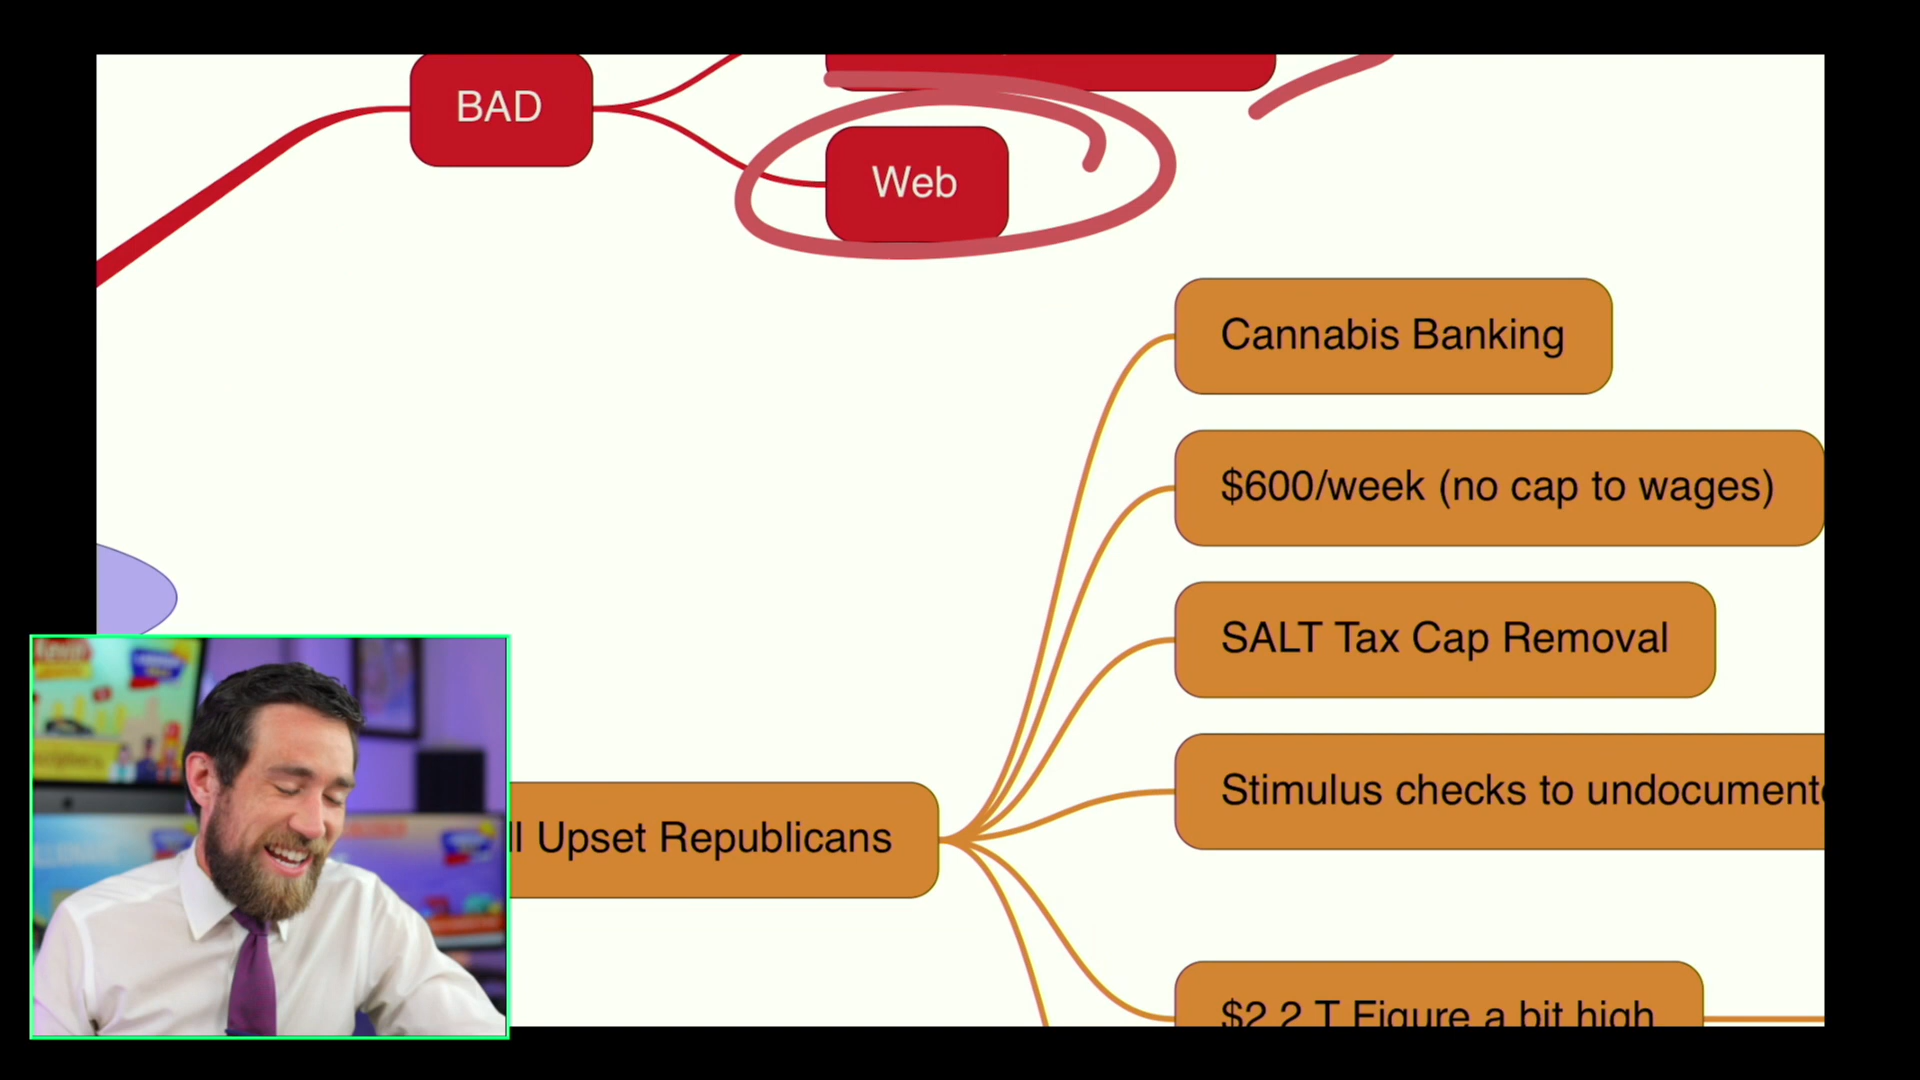 BAD
Web
Cannabis Banking
$600/week (no cap to wages)
SALT Tax Cap Removal
Stimulus checks to
Upset Republicans
$2.2 T Figure a bit high